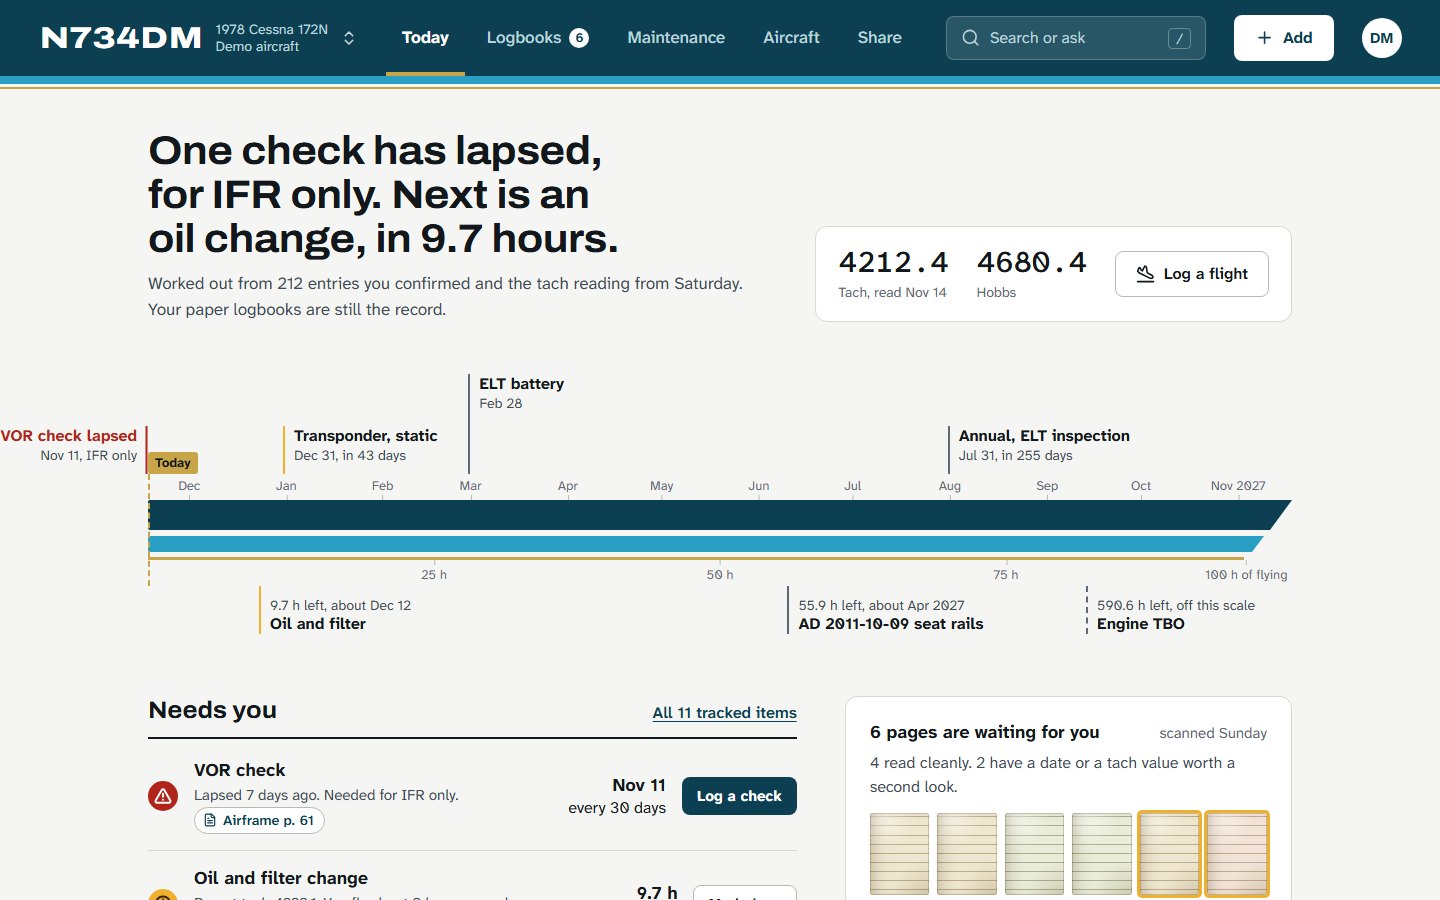 N734DM
1978 Cessna 172N
Demo aircraft
Today
Logbooks 6
Maintenance
Aircraft
Share
Search or ask /
+ Add
DM
One check has lapsed,
for IFR only. Next is an
oil change, in 9.7 hours.
Worked out from 212 entries you confirmed and the tach reading from Saturday.
Your paper logbooks are still the record.
4212.4
Tach, read Nov 14
4680.4
Hobbs
Log a flight
ELT battery
Feb 28
VOR check lapsed
Nov 11, IFR only
Today
Transponder, static
Dec 31, in 43 days
Annual, ELT inspection
Jul 31, in 255 days
Dec Jan Feb Mar Apr May Jun Jul Aug Sep Oct Nov 2027
25 h 50 h 75 h 100 h of flying
9.7 h left, about Dec 12
Oil and filter
55.9 h left, about Apr 2027
AD 2011-10-09 seat rails
590.6 h left, off this scale
Engine TBO
Needs you
All 11 tracked items
VOR check
Lapsed 7 days ago. Needed for IFR only.
Airframe p. 61
Nov 11
every 30 days
Log a check
Oil and filter change
9.7 h
6 pages are waiting for you
scanned Sunday
4 read cleanly. 2 have a date or a tach value worth a
second look.